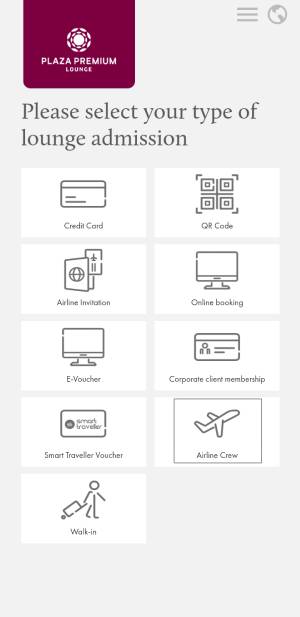 PLAZA PREMIUM
LOUNGE
Please select your type of
lounge admission
Credit Card
QR Code
Airline Invitation
Online booking
E-Voucher
Corporate client membership
smart
traveller
Smart Traveller Voucher
Airline Crew
Walk-in